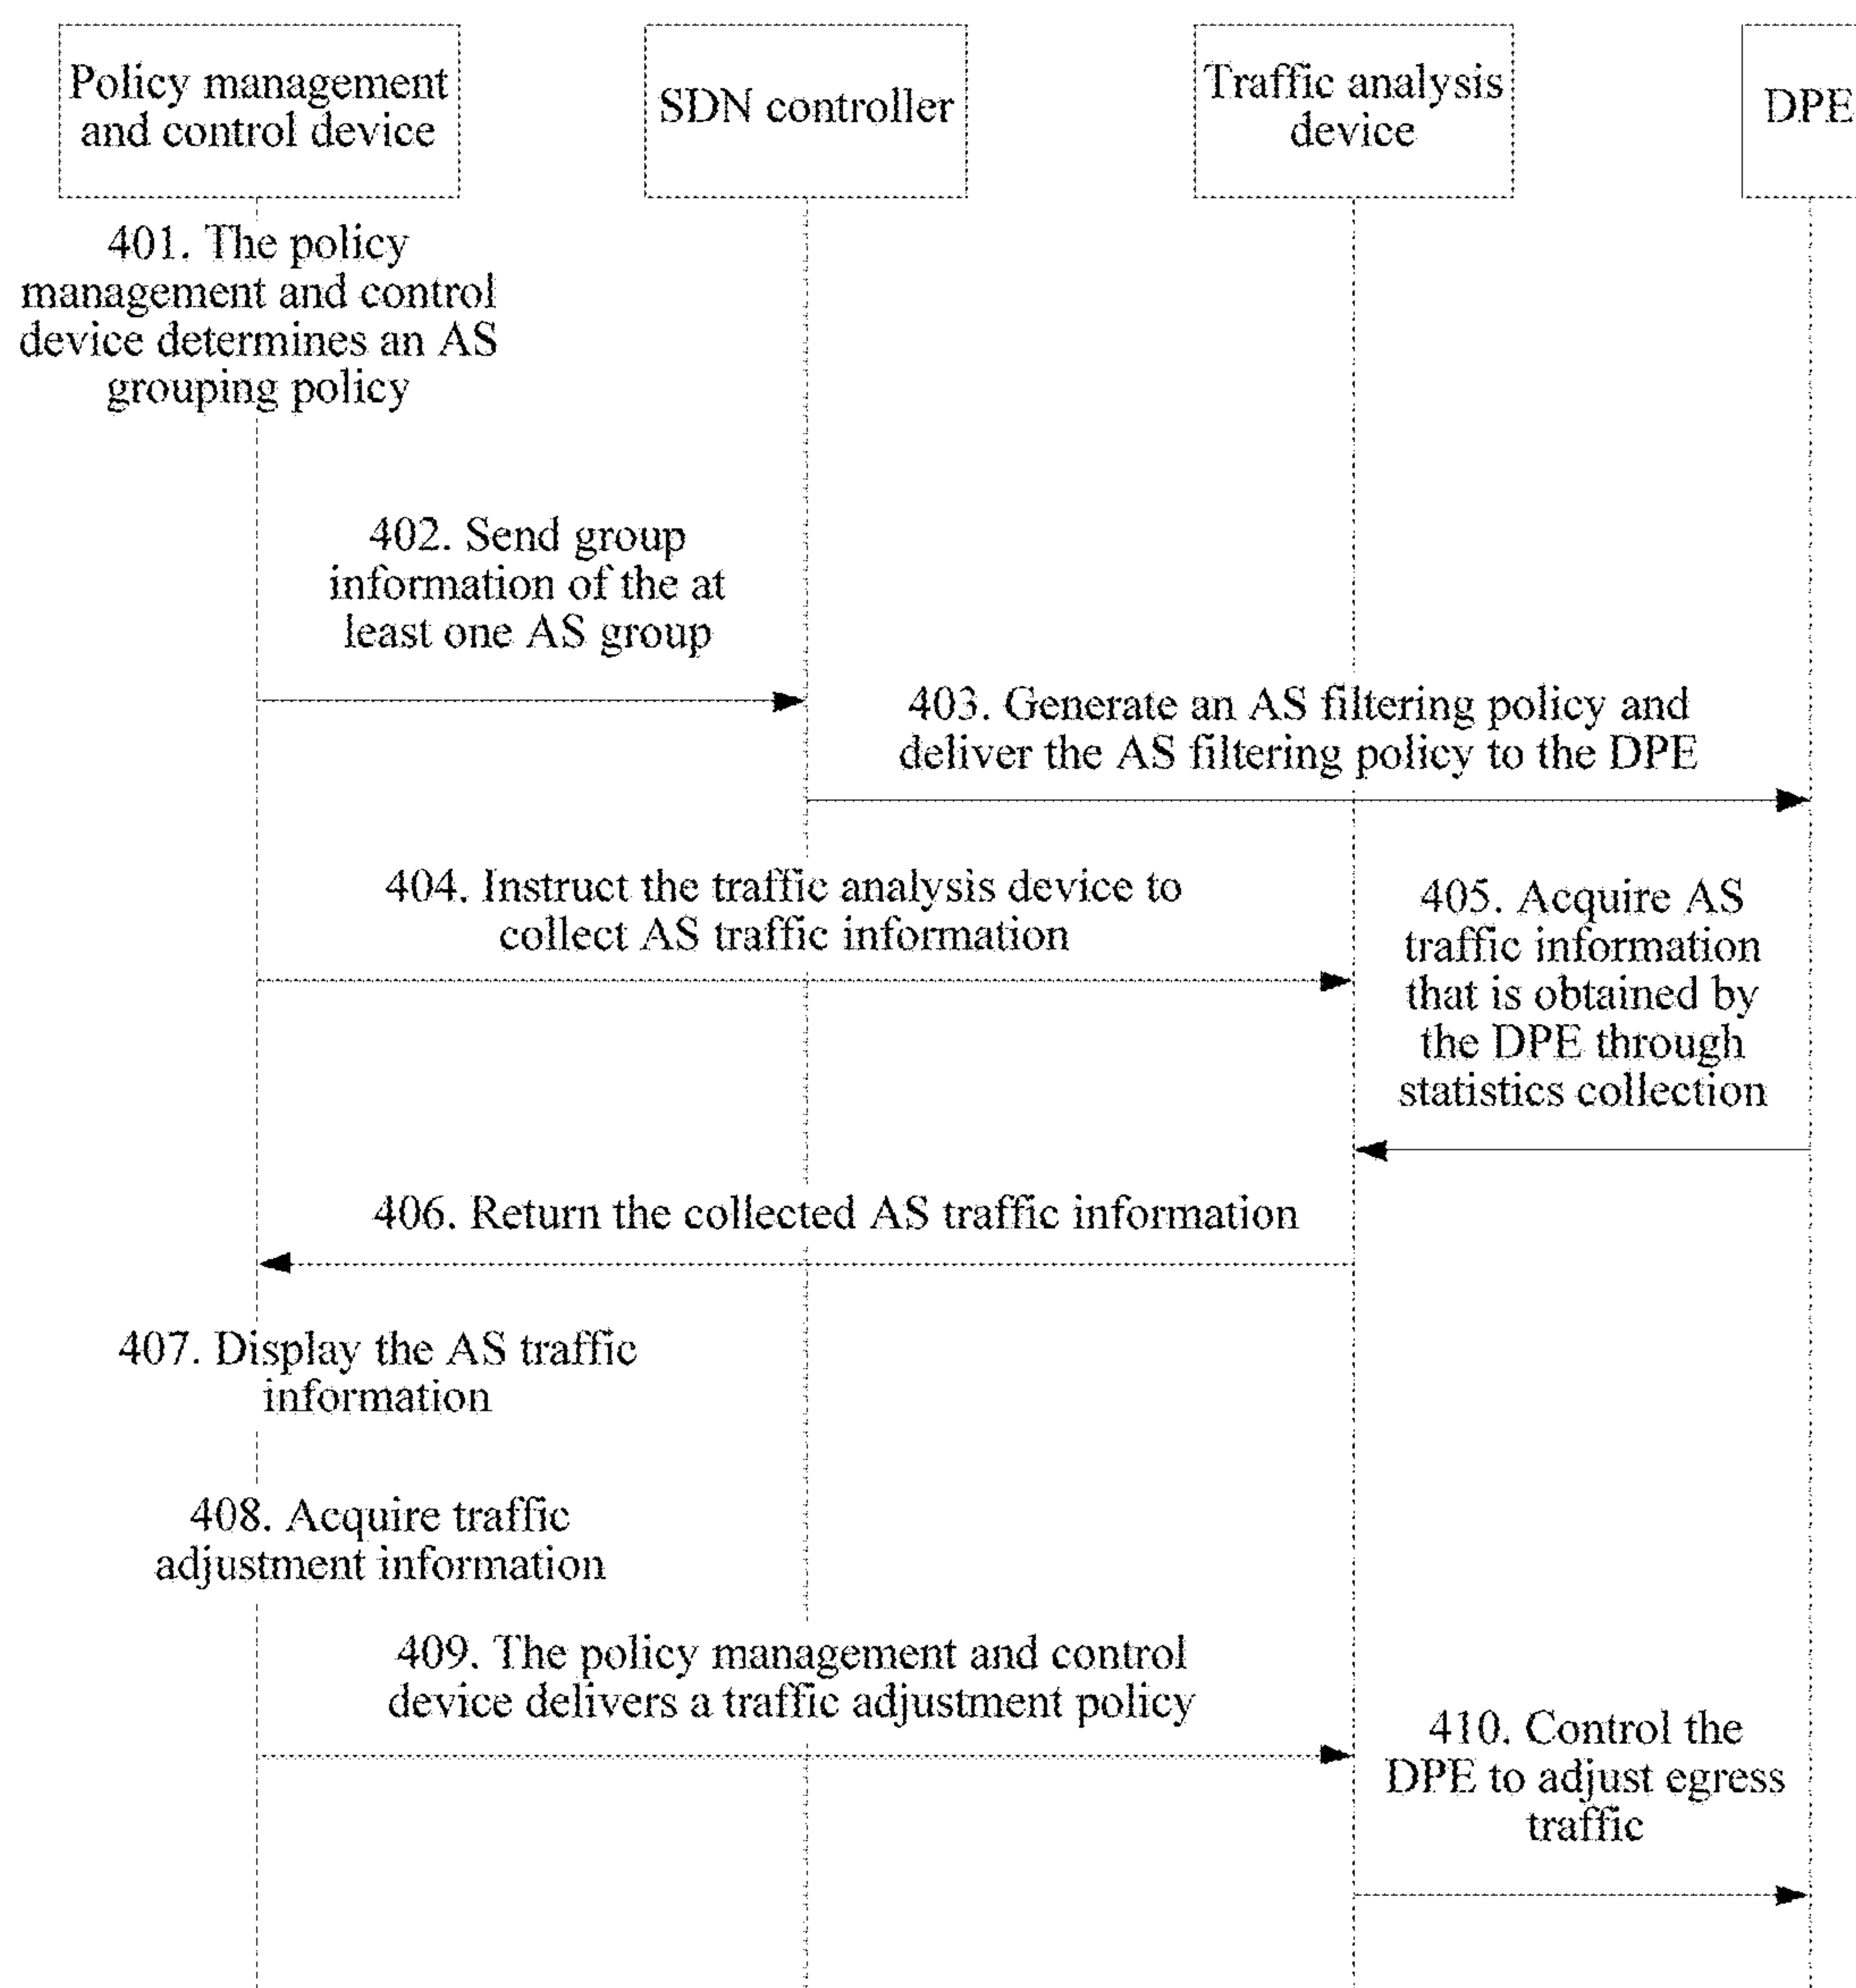 Policy management
and control device
SDN controller
Traffic analysis
device
DPE
401. The policy
management and control
device determines an AS
grouping policy
402. Send group
information of the at
least one AS group
403. Generate an AS filtering policy and
deliver the AS filtering policy to the DPE
404. Instruct the traffic analysis device to
collect AS traffic information
405. Acquire AS
traffic information
that is obtained by
the DPE through
statistics collection
406. Return the collected AS traffic information
407. Display the AS traffic
information
408. Acquire traffic
adjustment information
409. The policy management and control
device delivers a traffic adjustment policy
410. Control the
DPE to adjust egress
traffic